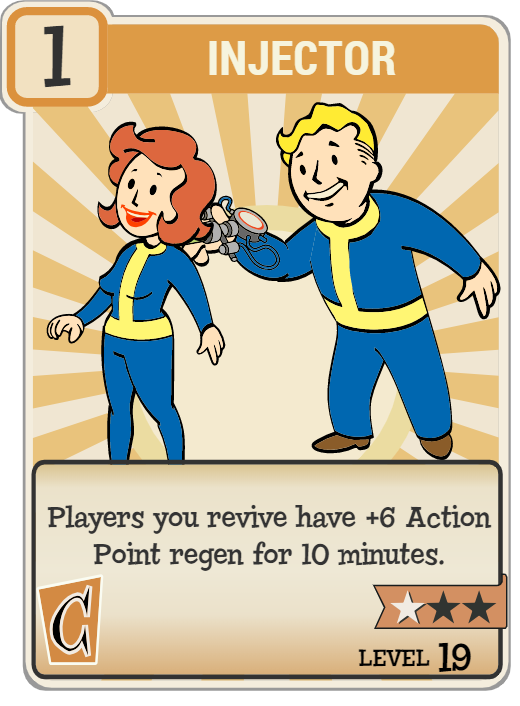 1
INJECTOR
Players you revive have +6 Action
Point regen for 10 minutes.
C
LEVEL 19